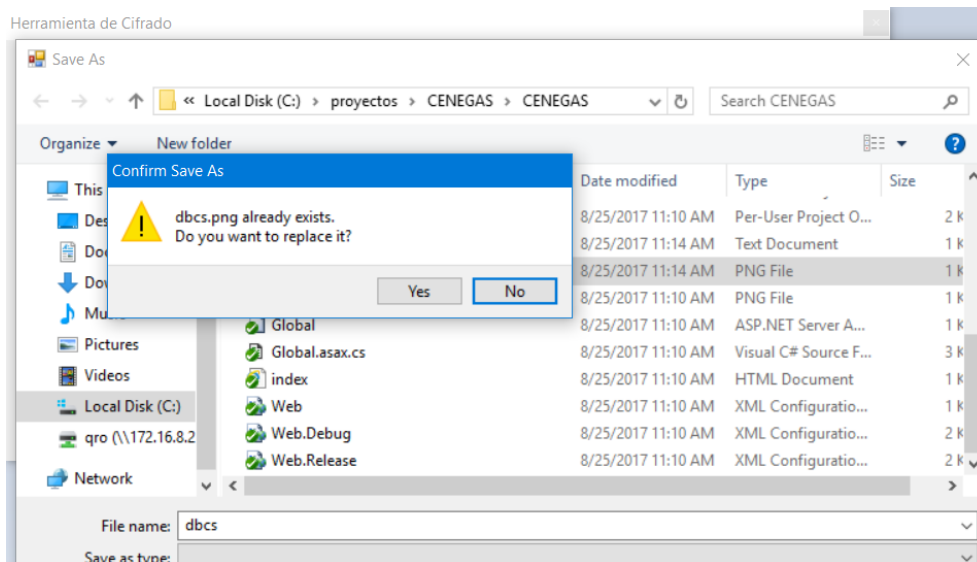 Herramienta de Cifrado
Save As
« Local Disk (C:) › proyectos › CENEGAS › CENEGAS
Search CENEGAS
Organize
New folder
Confirm Save As
dbcs.png already exists.
Do you want to replace it?
Yes
No
This
Des
Doc
Dov
Mu
Pictures
Videos
Local Disk (C:)
qro (\\172.16.8.2
Network
Date modified Type Size
8/25/2017 11:10 AM Per-User Project O... 2 K
8/25/2017 11:14 AM Text Document 1 K
8/25/2017 11:14 AM PNG File 1 K
8/25/2017 11:10 AM PNG File 1 K
Global 8/25/2017 11:10 AM ASP.NET Server A... 1 K
Global.asax.cs 8/25/2017 11:10 AM Visual C# Source F... 3 K
index 8/25/2017 11:10 AM HTML Document 1 K
Web 8/25/2017 11:10 AM XML Configuratio... 1 K
Web.Debug 8/25/2017 11:10 AM XML Configuratio... 2 K
Web.Release 8/25/2017 11:10 AM XML Configuratio... 2 K
File name: dbcs
Save as type: